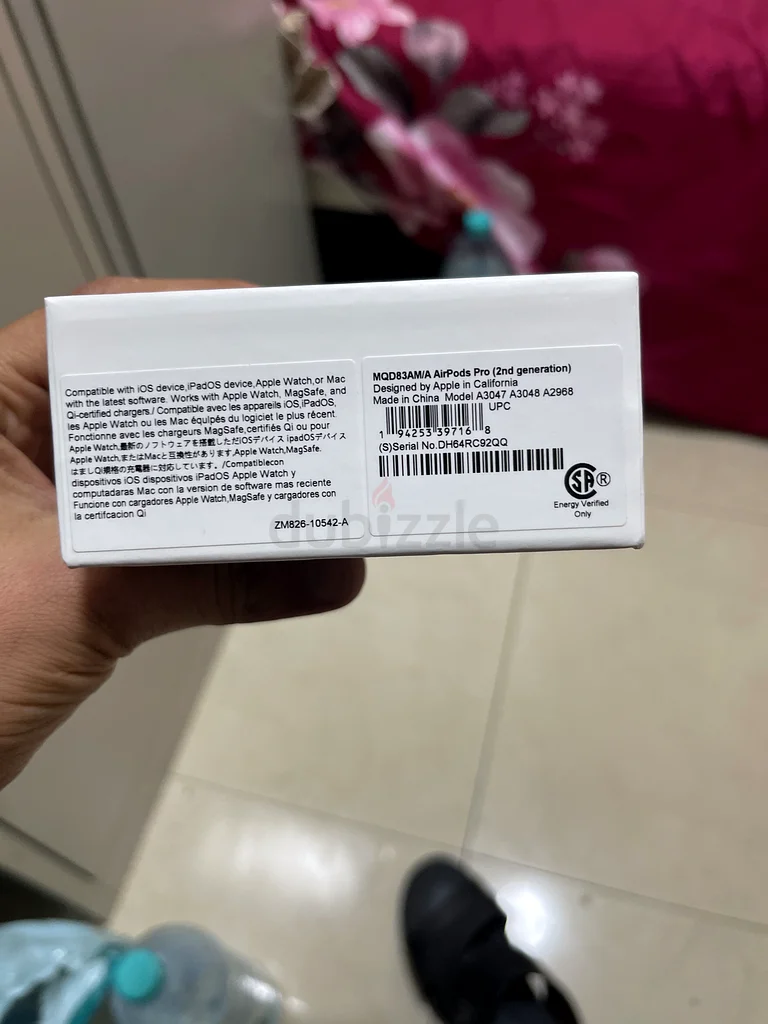 Compatible with iOS device,iPadOS device,Apple Watch,or Mac
with the latest software. Works with Apple Watch, MagSafe, and
Qi-certified chargers./ Compatible avec les appareils iOS,iPadOS,
les Apple Watch ou les Mac équipés du logiciel le plus récent.
Fonctionne avec les chargeurs MagSafe,certifiés Qi ou pour
Apple Watch,最新のノフトウェアを搭載しただiOSデバイス ipadOSデバイス
Apple Watch,またはMacと互換性があります,Apple Watch,MagSafe.
はましQi規格の充電器に対応しています。/Compatiblecon
dispositivos iOS dispositivos iPadOS Apple Watch y
computadaras Mac con la version de software mas reciente
Funcione con cargadores Apple Watch,MagSafe y cargadores con
la certifcacion Qi
ZM826-10542-A
MQD83AM/A AirPods Pro (2nd generation)
Designed by Apple in California
Made in China Model A3047 A3048 A2968
UPC
1 94253 39716 8
(S)Serial No.DH64RC92QQ
SA®
Energy Verified
Only
dubizzle